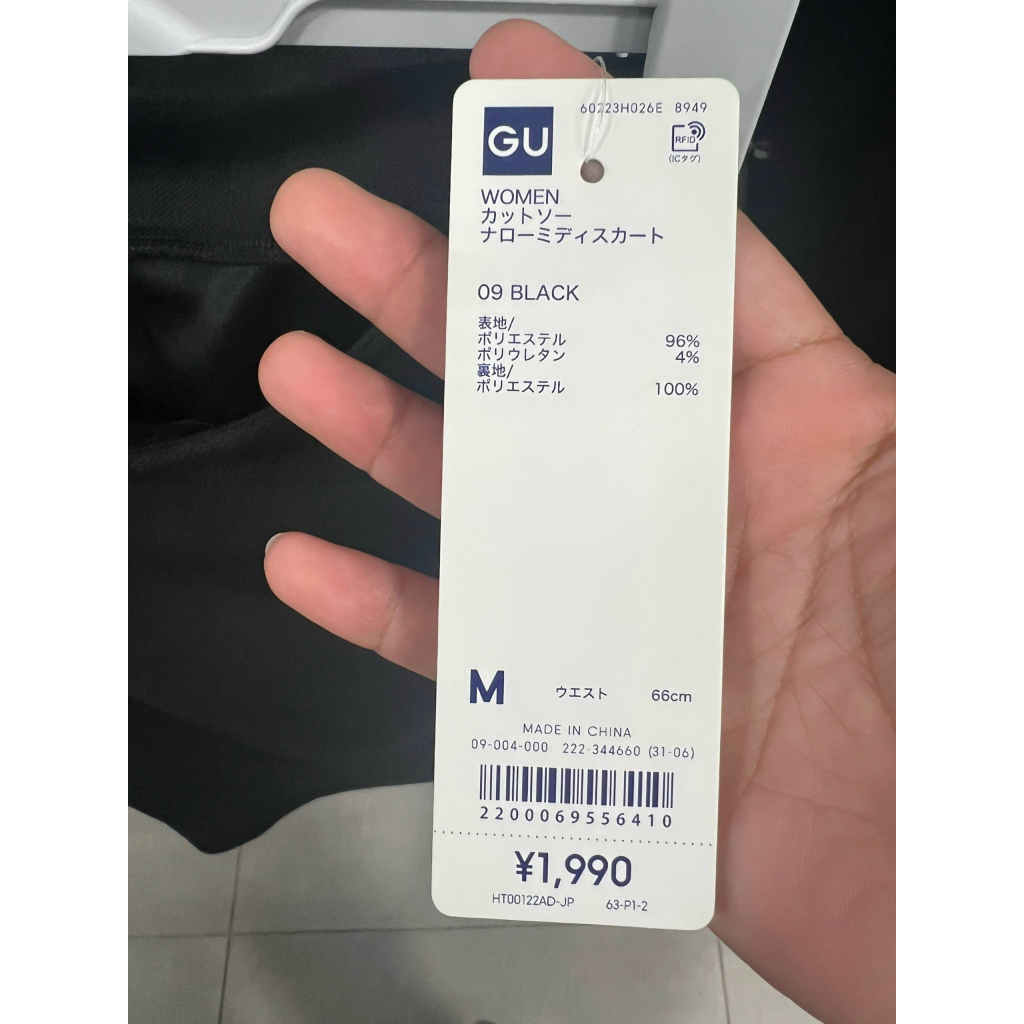 GU
60223H026E 8949
RFID
(ICタグ)
WOMEN
カットソー
ナローミディスカート
09 BLACK
表地/
ポリエステル 96%
ポリウレタン 4%
裏地/
ポリエステル 100%
M ウエスト 66cm
MADE IN CHINA
09-004-000 222-344660 (31-06)
2200069556410
¥1,990
HT00122AD-JP 63-P1-2